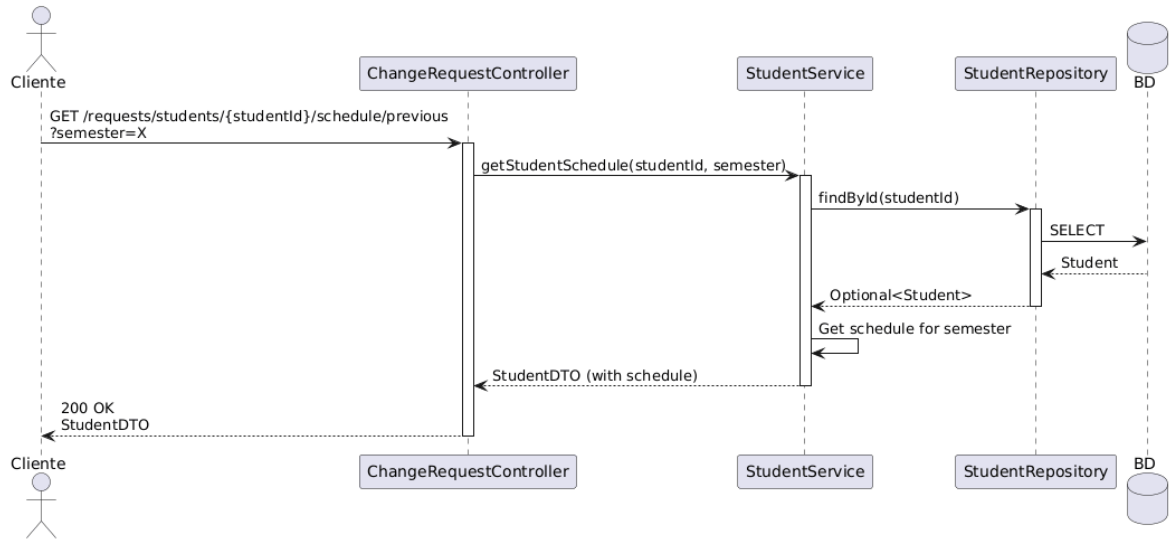 Cliente
ChangeRequestController
StudentService
StudentRepository
BD
GET /requests/students/{studentId}/schedule/previous
?semester=X
getStudentSchedule(studentId, semester)
findById(studentId)
SELECT
Student
Optional<Student>
Get schedule for semester
StudentDTO (with schedule)
200 OK
StudentDTO
Cliente
ChangeRequestController
StudentService
StudentRepository
BD